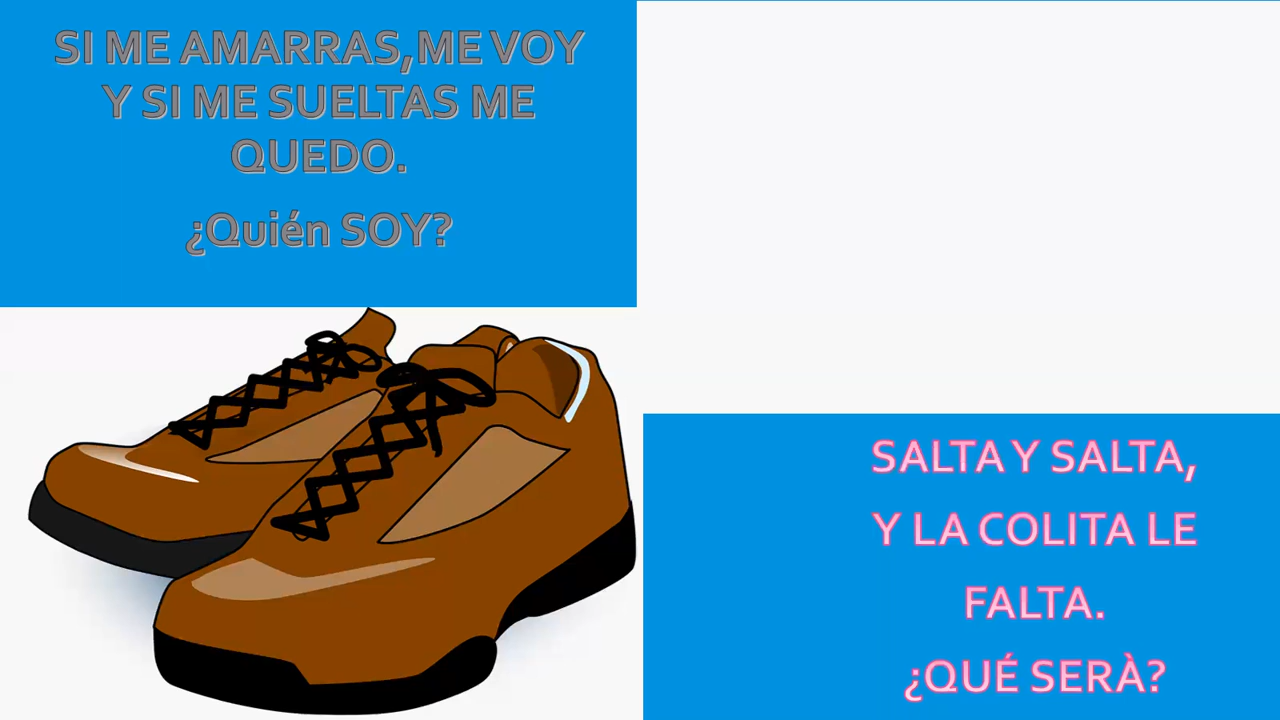 SI ME AMARRAS, ME VOY
Y SI ME SUELTAS ME
QUEDO.
¿Quién SOY?
SALTA Y SALTA,
Y LA COLITA LE
FALTA.
¿QUÉ SERÀ?